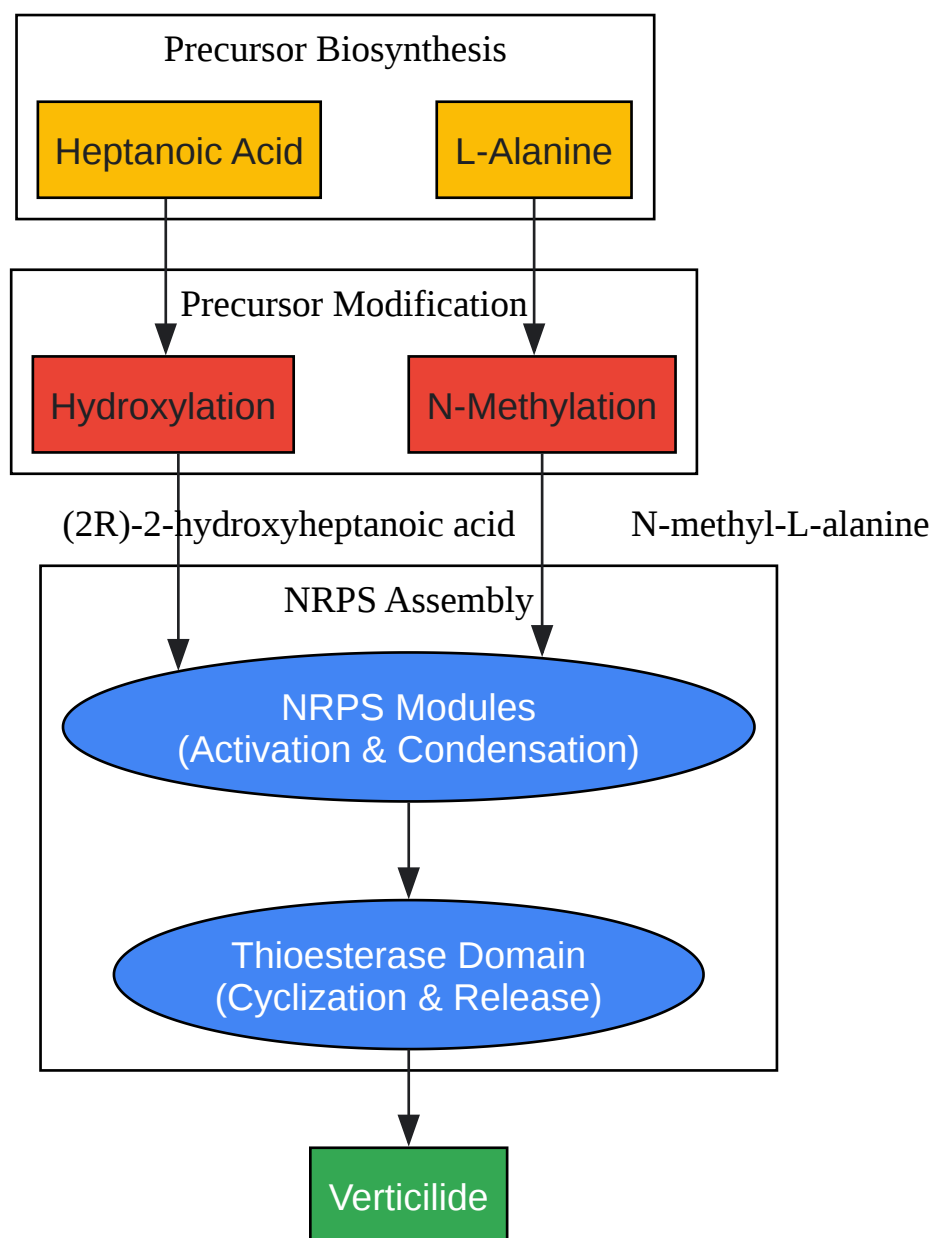 Precursor Biosynthesis
Heptanoic Acid
L-Alanine
Precursor Modification
Hydroxylation
N-Methylation
(2R)-2-hydroxyheptanoic acid
N-methyl-L-alanine
NRPS Assembly
NRPS Modules
(Activation & Condensation)
Thioesterase Domain
(Cyclization & Release)
Verticilide